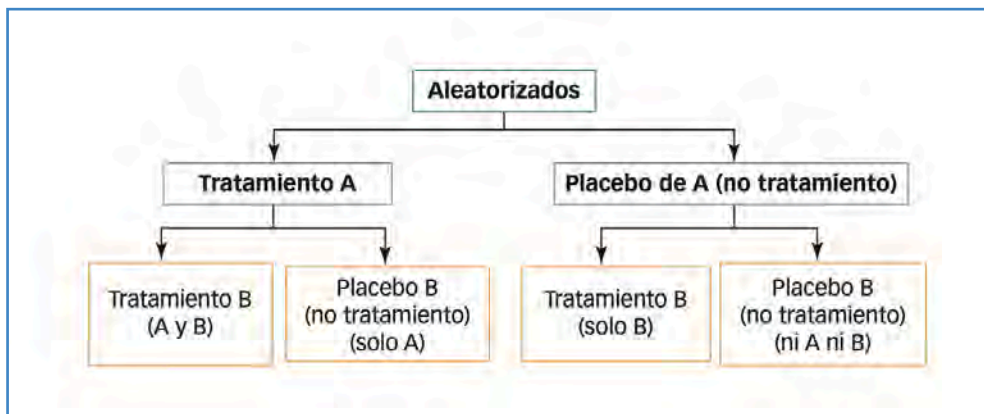 Aleatorizados
Tratamiento A
Placebo de A (no tratamiento)
Tratamiento B
(A y B)
Placebo B
(no tratamiento)
(solo A)
Tratamiento B
(solo B)
Placebo B
(no tratamiento)
(ni A ni B)